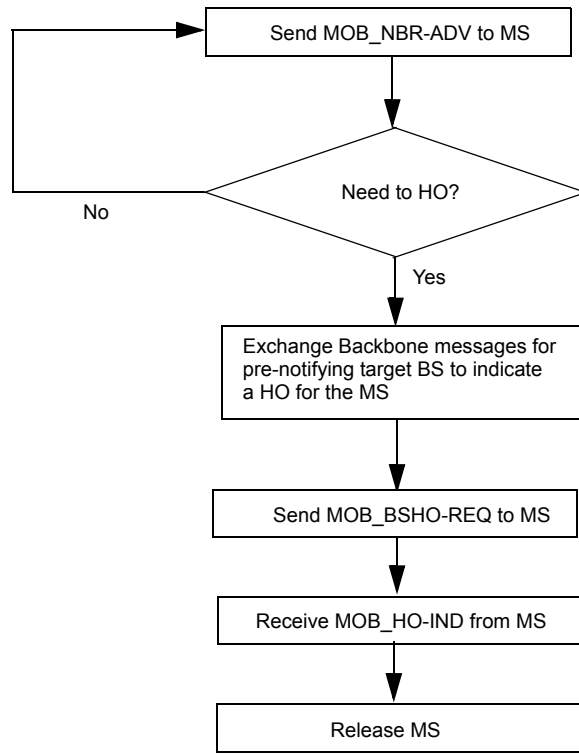 Send MOB_NBR-ADV to MS
Need to HO?
No
Yes
Exchange Backbone messages for
pre-notifying target BS to indicate
a HO for the MS
Send MOB_BSHO-REQ to MS
Receive MOB_HO-IND from MS
Release MS